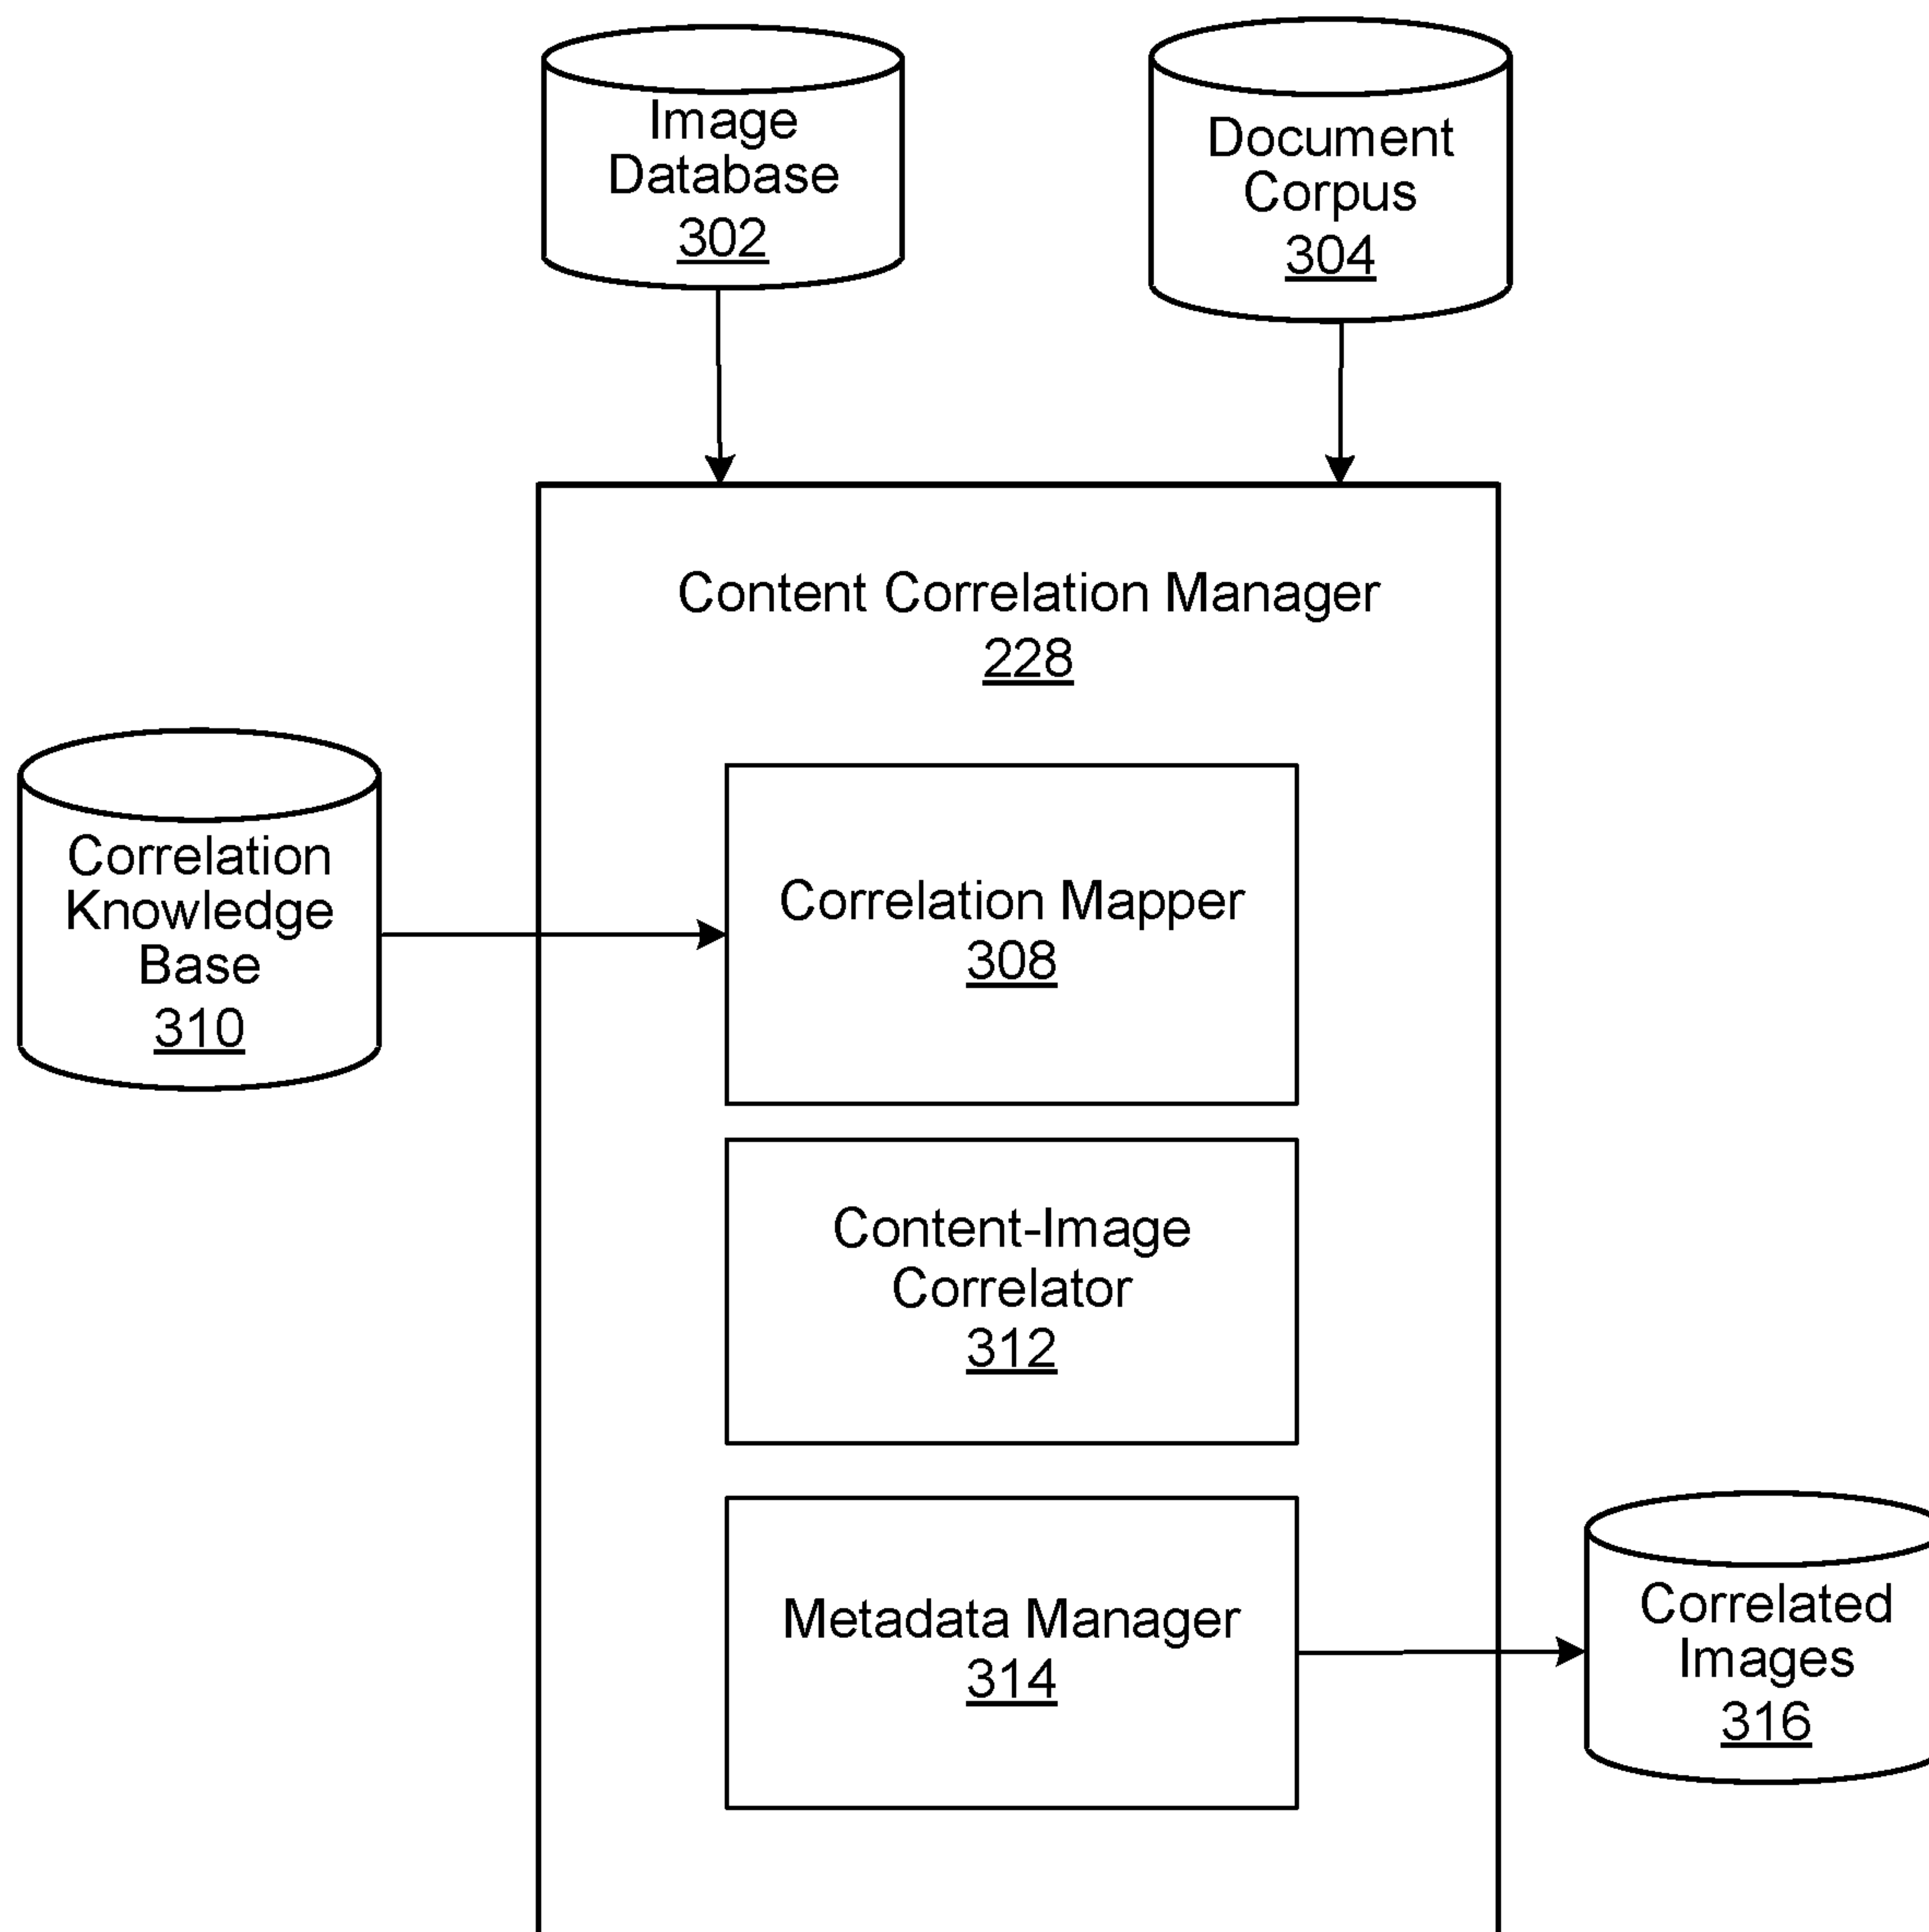 Image
Database
302
Document
Corpus
304
Content Correlation Manager
228
Correlation
Knowledge
Base
310
Correlation Mapper
308
Content-Image
Correlator
312
Metadata Manager
314
Correlated
Images
316